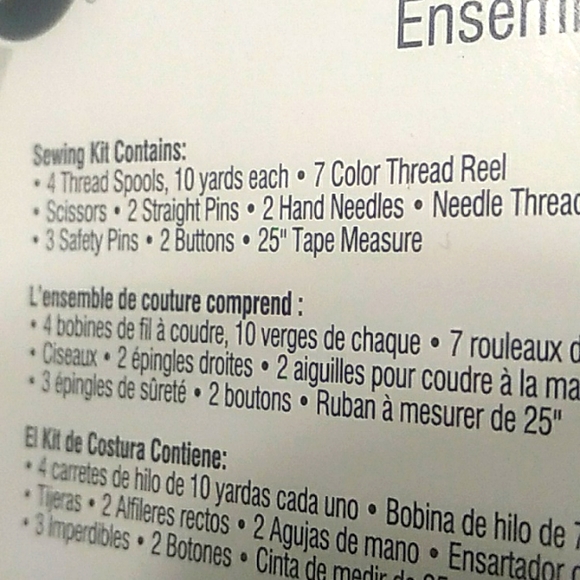 Sewing Kit Contains:
• 4 Thread Spools, 10 yards each • 7 Color Thread Reel
• Scissors • 2 Straight Pins • 2 Hand Needles • Needle
• 3 Safety Pins • 2 Buttons • 25" Tape Measure
L'ensemble de couture comprend :
• 4 bobines de fil à coudre, 10 verges de chaque • 7 rouleaux
• Ciseaux • 2 épingles droites • 2 aiguilles pour coudre à la
• 3 épingles de sûreté • 2 boutons • Ruban à mesurer de 25"
El Kit de Costura Contiene:
• 4 carretes de hilo de 10 yardas cada uno • Bobina de hilo de 7
• Tijeras • 2 Alfileres rectos • 2 Agujas de mano • Ensartador
• 3 Imperdibles • 2 Botones • Cinta de medir de